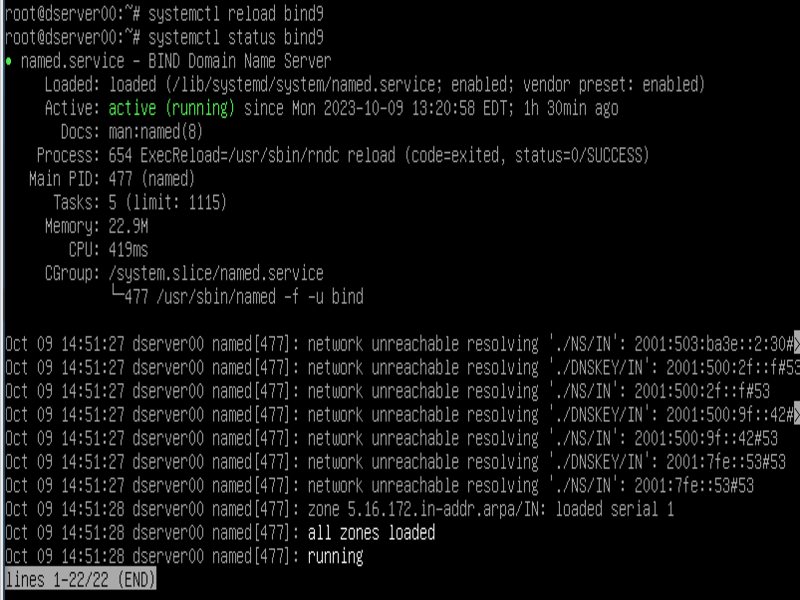 root@dserver00:~# systemctl reload bind9
root@dserver00:~# systemctl status bind9
● named.service - BIND Domain Name Server
Loaded: loaded (/lib/systemd/system/named.service; enabled; vendor preset: enabled)
Active: active (running) since Mon 2023-10-09 13:20:58 EDT; 1h 30min ago
Docs: man:named(8)
Process: 654 ExecReload=/usr/sbin/rndc reload (code=exited, status=0/SUCCESS)
Main PID: 477 (named)
Tasks: 5 (limit: 1115)
Memory: 22.9M
CPU: 419ms
CGroup: /system.slice/named.service
└─477 /usr/sbin/named -f -u bind
Oct 09 14:51:27 dserver00 named[477]: network unreachable resolving './NS/IN': 2001:503:ba3e::2:30#>
Oct 09 14:51:27 dserver00 named[477]: network unreachable resolving './DNSKEY/IN': 2001:500:2f::f#53
Oct 09 14:51:27 dserver00 named[477]: network unreachable resolving './NS/IN': 2001:500:2f::f#53
Oct 09 14:51:27 dserver00 named[477]: network unreachable resolving './DNSKEY/IN': 2001:500:9f::42#>
Oct 09 14:51:27 dserver00 named[477]: network unreachable resolving './NS/IN': 2001:500:9f::42#53
Oct 09 14:51:27 dserver00 named[477]: network unreachable resolving './DNSKEY/IN': 2001:7fe::53#53
Oct 09 14:51:27 dserver00 named[477]: network unreachable resolving './NS/IN': 2001:7fe::53#53
Oct 09 14:51:28 dserver00 named[477]: zone 5.16.172.in-addr.arpa/IN: loaded serial 1
Oct 09 14:51:28 dserver00 named[477]: all zones loaded
Oct 09 14:51:28 dserver00 named[477]: running
lines 1-22/22 (END)